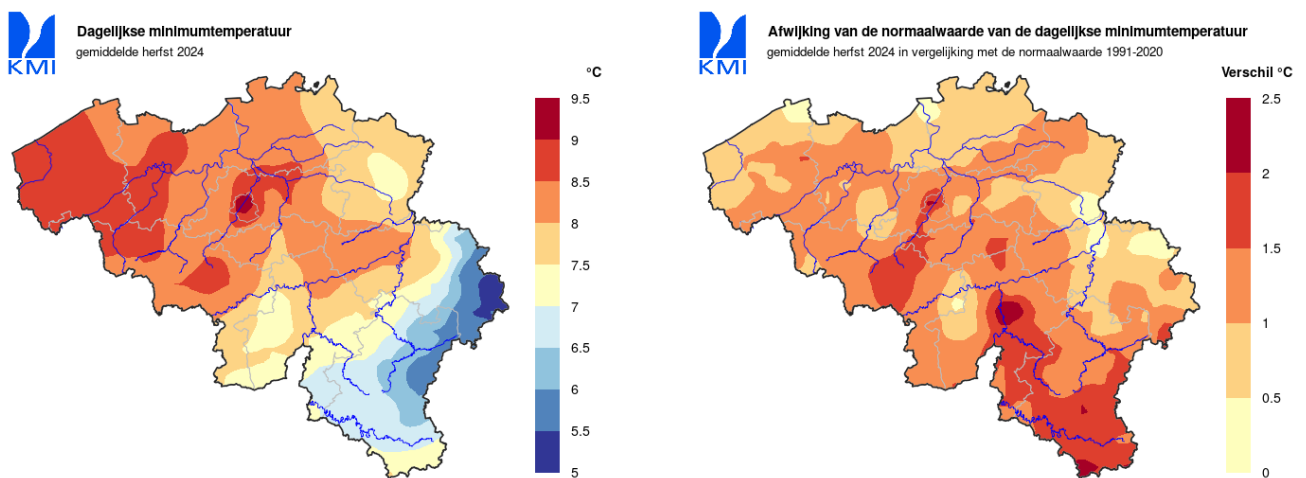 Dagelijkse minimumtemperatuur
gemiddelde herfst 2024
KMI
°C
9.5
9
8.5
8
7.5
7
6.5
6
5.5
5
Afwijking van de normaalwaarde van de dagelijkse minimumtemperatuur
gemiddelde herfst 2024 in vergelijking met de normaalwaarde 1991-2020
KMI
Verschil °C
2.5
2
1.5
1
0.5
0